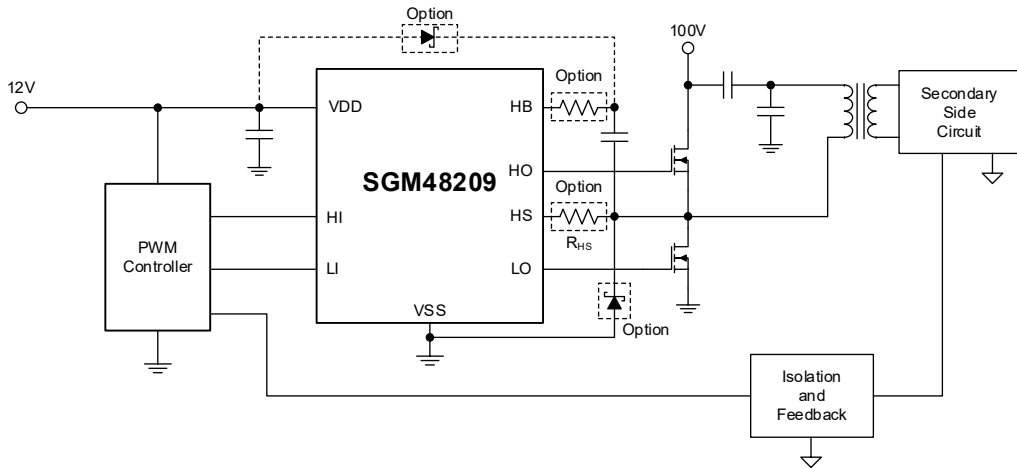 Option
100V
12V
Option
VDD
HB
Secondary
Side
Circuit
SGM48209
HO
Option
HI
HS
R_HS
PWM
Controller
LI
LO
VSS
Option
Isolation
and
Feedback